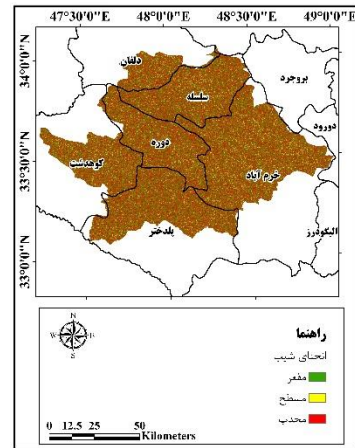 47°30'0"E 48°0'0"E 48°30'0"E 49°0'0"E
34°0'0"N
33°30'0"N
33°0'0"N
دلفان
بروجرد
سلسله
دورود
دوره
کوهدشت
خرم آباد
پلدختر
الیگودرز
N
W E
S
0 12.5 25 50
Kilometers
راهنما
انحنای شیب
مقعر
مسطح
محدب